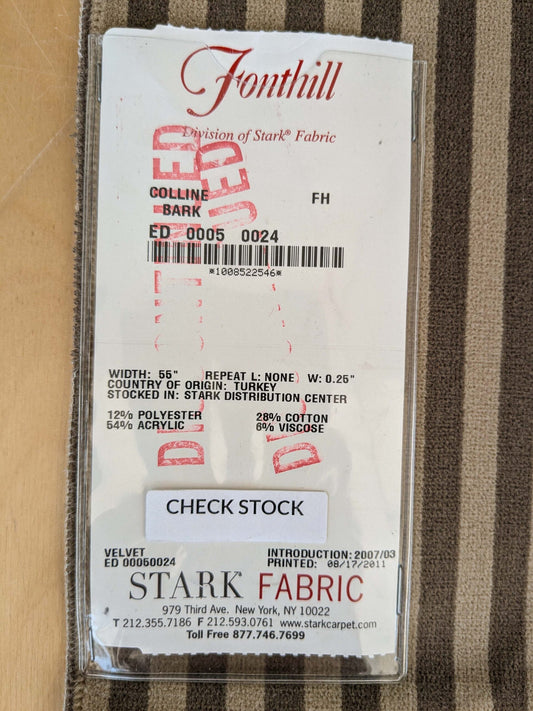 Fonthill
Division of Stark® Fabric
COLLINE FH
BARK
ED 0005 0024
*1008522546*
WIDTH: 55" REPEAT L: NONE W: 0.25"
COUNTRY OF ORIGIN: TURKEY
STOCKED IN: STARK DISTRIBUTION CENTER
12% POLYESTER 28% COTTON
54% ACRYLIC 6% VISCOSE
CHECK STOCK
VELVET INTRODUCTION: 2007/03
ED 00050024 PRINTED: 08/17/2011
STARK FABRIC
979 Third Ave. New York, NY 10022
T 212.355.7186 F 212.593.0761 www.starkcarpet.com
Toll Free 877.746.7699